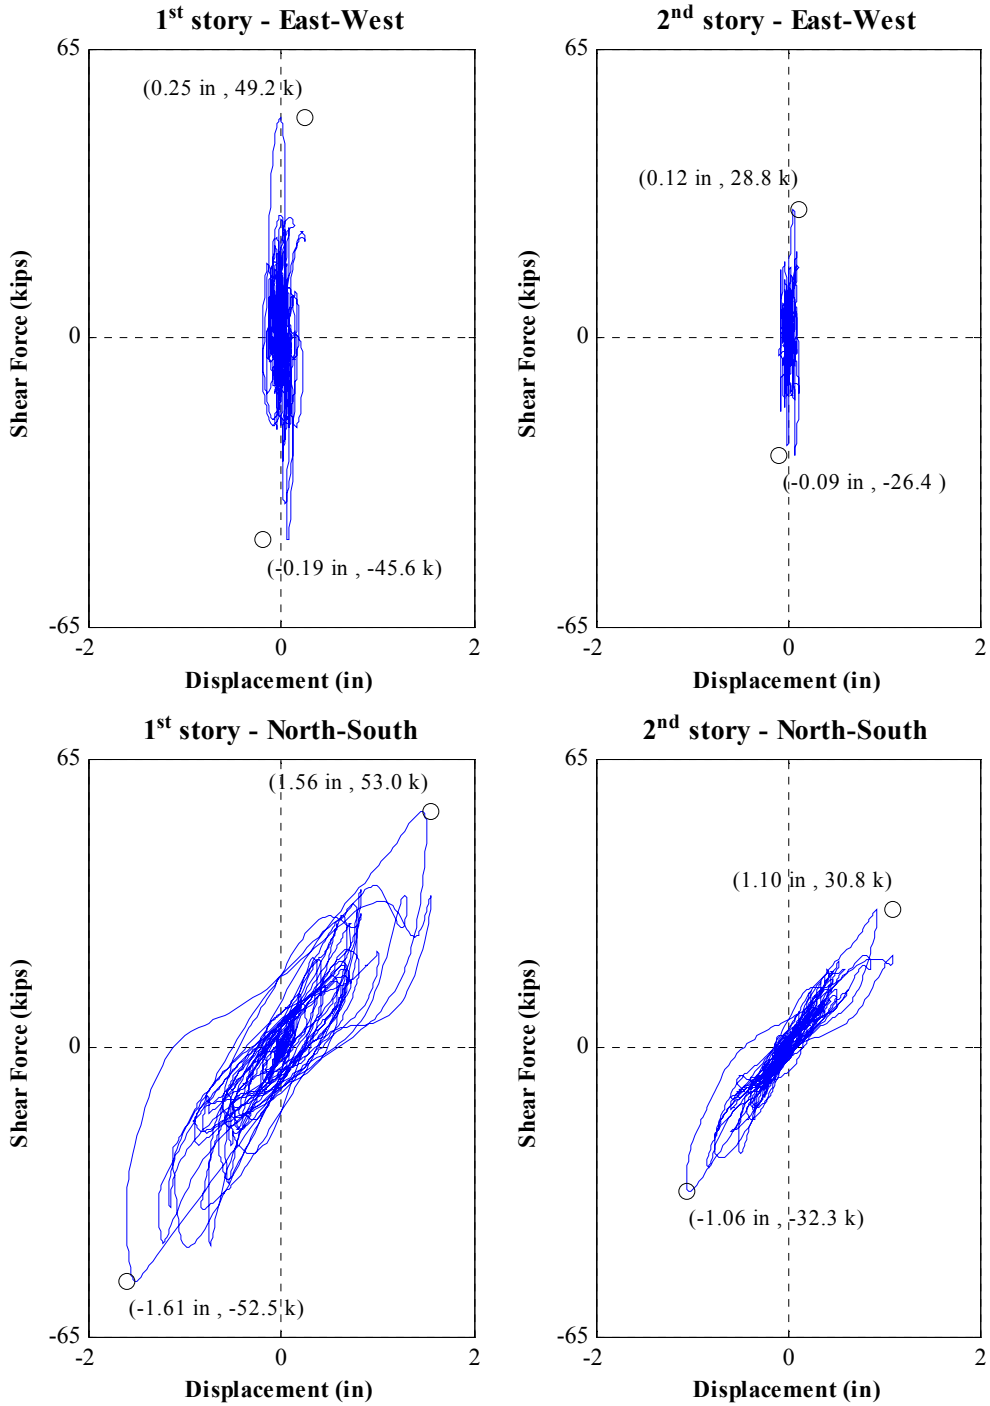 1st story - East-West
65
(0.25 in , 49.2 k)
Shear Force (kips)
0
(-0.19 in , -45.6 k)
-65
-2
0
2
Displacement (in)
2nd story - East-West
65
(0.12 in , 28.8 k)
Shear Force (kips)
0
(-0.09 in , -26.4 )
-65
-2
0
2
Displacement (in)
1st story - North-South
65
(1.56 in , 53.0 k)
Shear Force (kips)
0
(-1.61 in , -52.5 k)
-65
-2
0
2
Displacement (in)
2nd story - North-South
65
(1.10 in , 30.8 k)
Shear Force (kips)
0
(-1.06 in , -32.3 k)
-65
-2
0
2
Displacement (in)